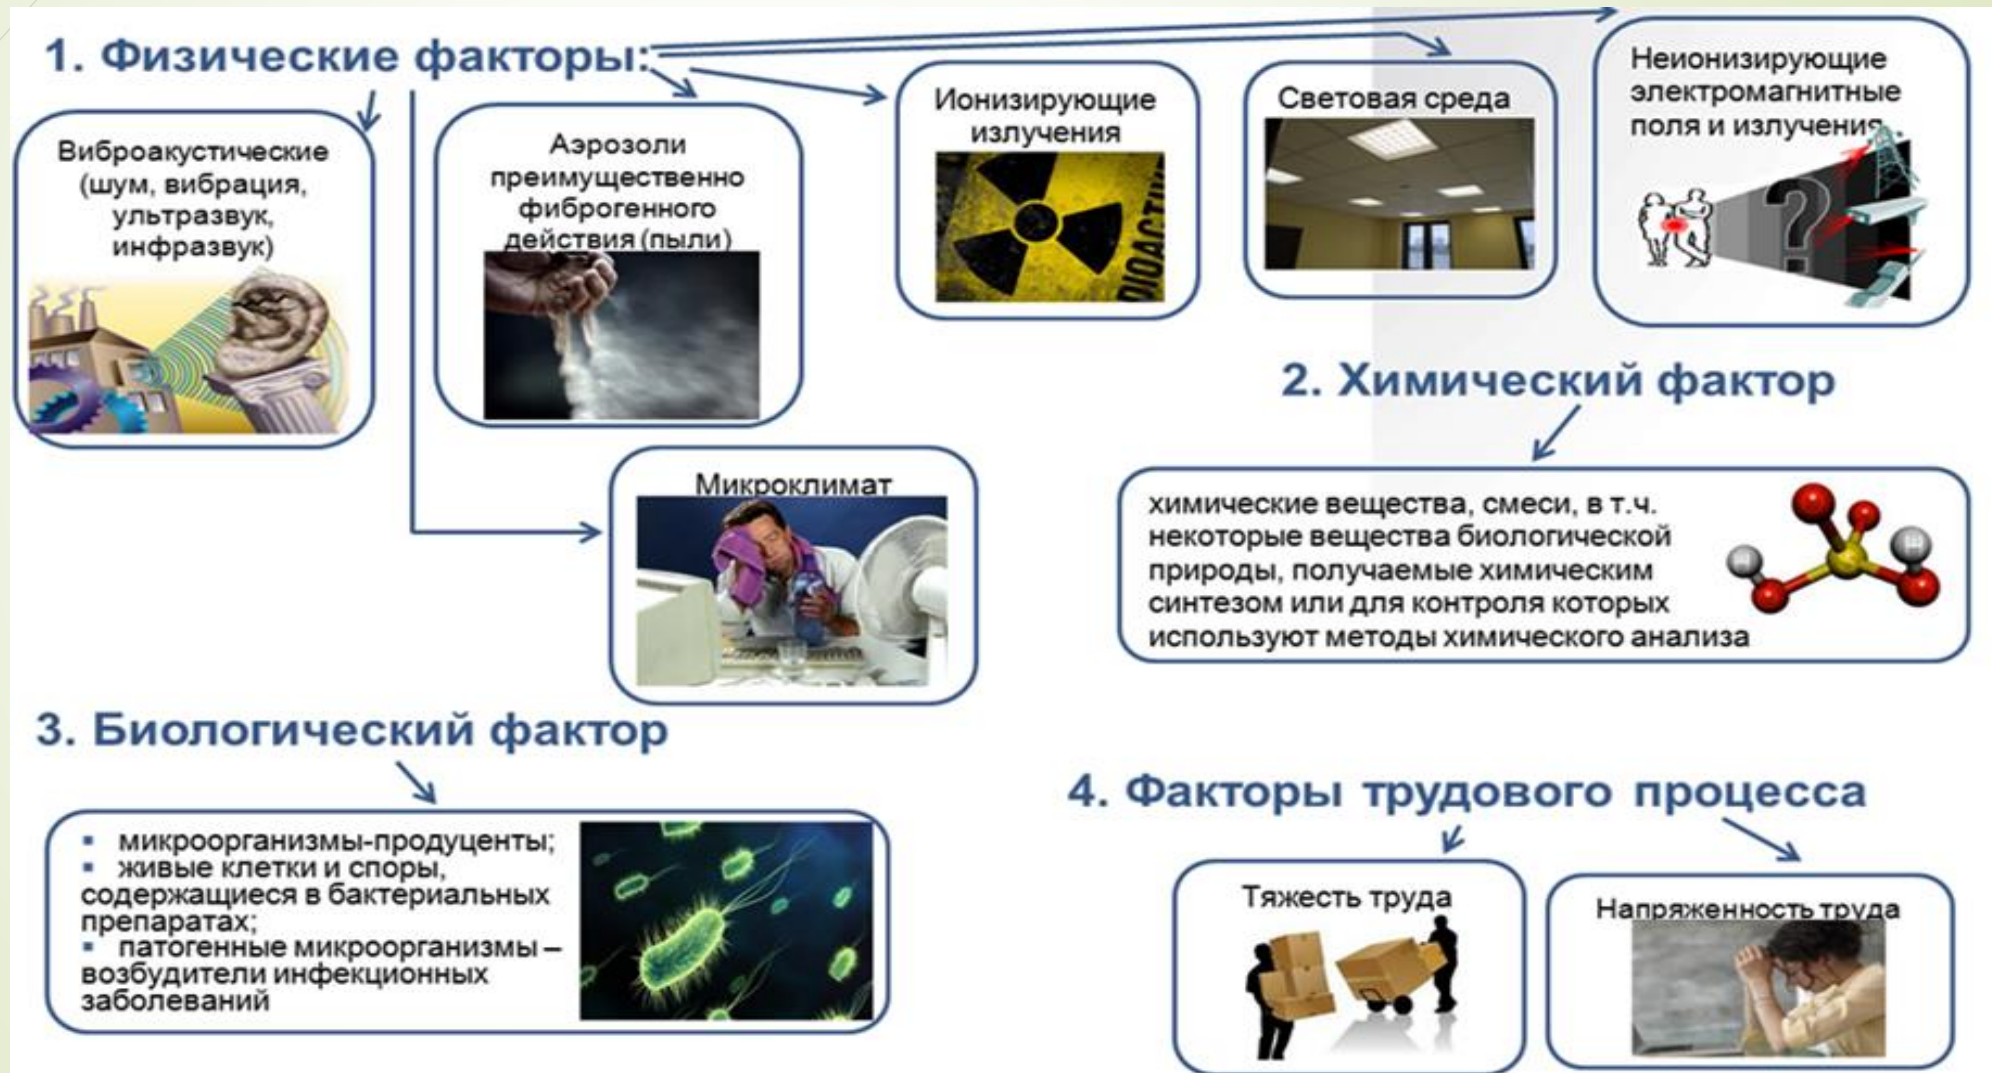 1. Физические факторы:
Виброакустические
(шум, вибрация,
ультразвук,
инфразвук)
Аэрозоли
преимущественно
фиброгенного
действия (пыли)
Ионизирующие
излучения
DIOACTIV
Световая среда
Неионизирующие
электромагнитные
поля и излучения
?
Микроклимат
2. Химический фактор
химические вещества, смеси, в т.ч.
некоторые вещества биологической
природы, получаемые химическим
синтезом или для контроля которых
используют методы химического анализа
3. Биологический фактор
▪ микроорганизмы-продуценты;
▪ живые клетки и споры,
содержащиеся в бактериальных
препаратах;
▪ патогенные микроорганизмы –
возбудители инфекционных
заболеваний
4. Факторы трудового процесса
Тяжесть труда
Напряженность труда